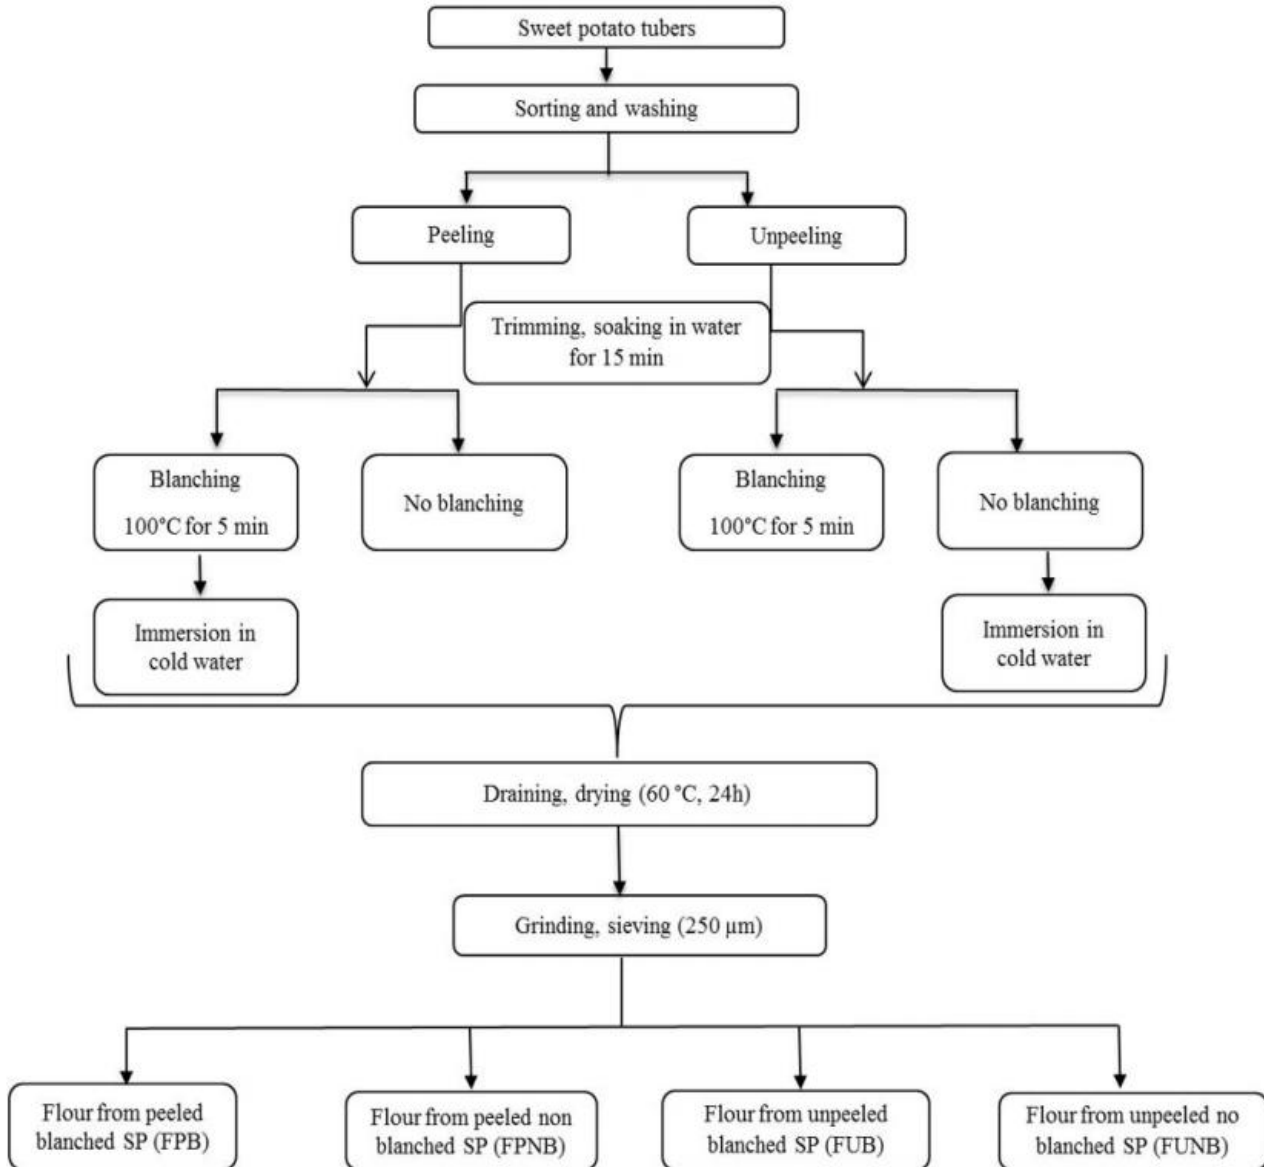 Sweet potato tubers
Sorting and washing
Peeling
Unpeeling
Trimming, soaking in water
for 15 min
Blanching
100°C for 5 min
No blanching
Blanching
100°C for 5 min
No blanching
Immersion in
cold water
Immersion in
cold water
Draining, drying (60 °C, 24h)
Grinding, sieving (250 µm)
Flour from peeled
blanched SP (FPB)
Flour from peeled non
blanched SP (FPNB)
Flour from unpeeled
blanched SP (FUB)
Flour from unpeeled no
blanched SP (FUNB)